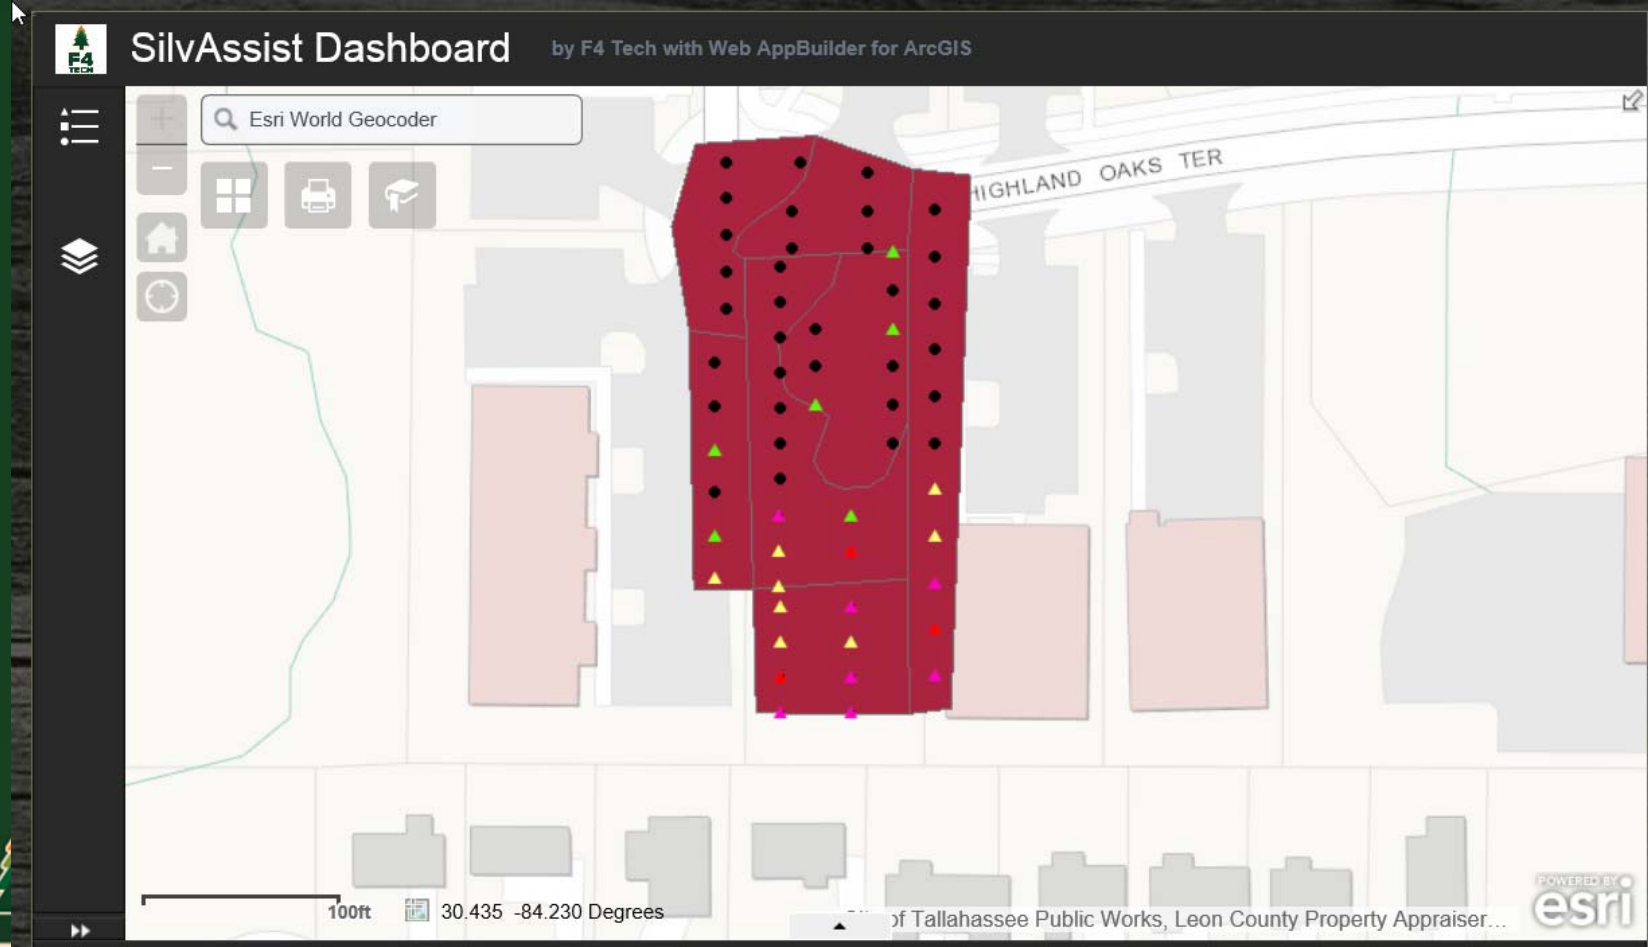 F4
TECH
SilvAssist Dashboard
by F4 Tech with Web AppBuilder for ArcGIS
Esri World Geocoder
HIGHLAND OAKS TER
100ft
30.435 -84.230 Degrees
of Tallahassee Public Works, Leon County Property Appraiser...
POWERED BY
esri